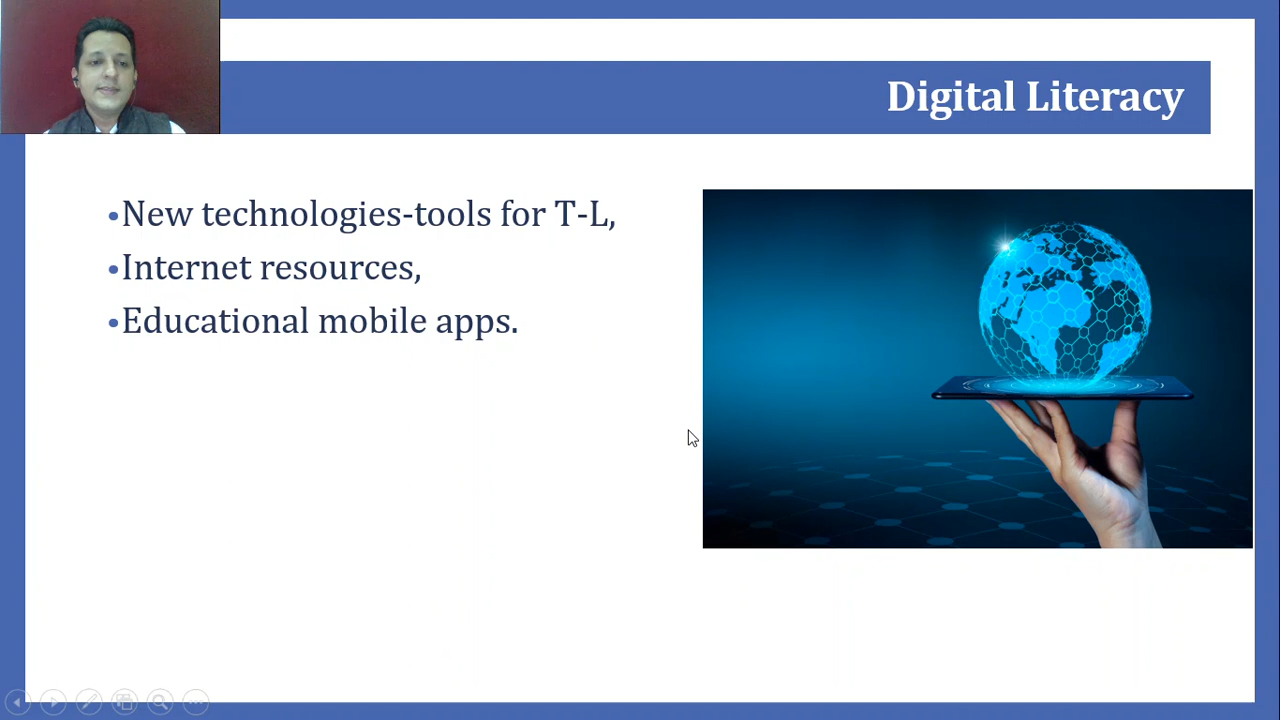 Digital Literacy
•New technologies-tools for T-L,
•Internet resources,
•Educational mobile apps.